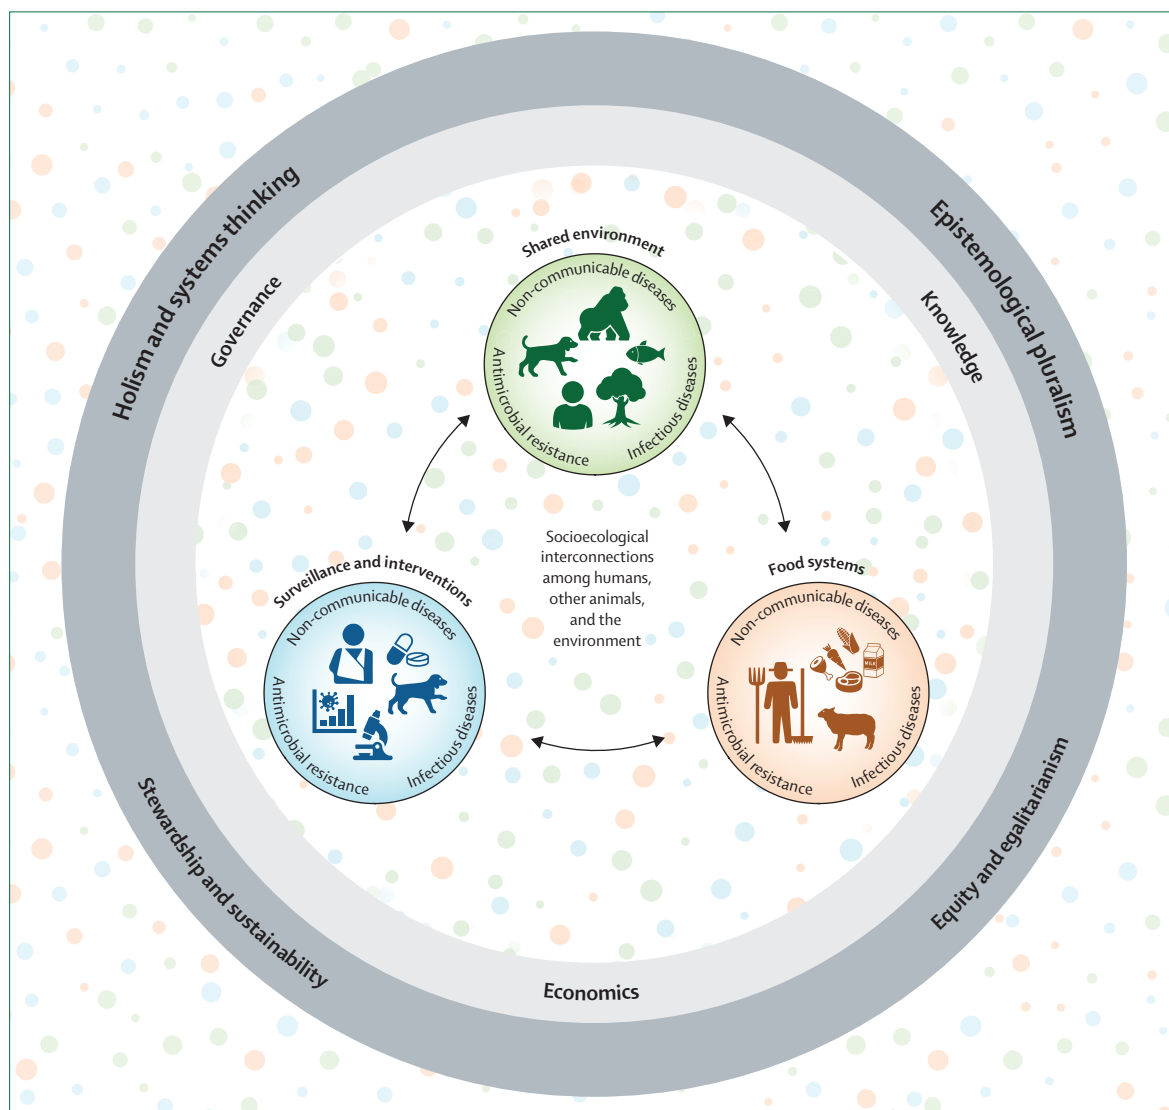 Holism and systems thinking
Epistemological pluralism
Governance
Knowledge
Shared environment
Non-communicable diseases
Antimicrobial resistance
Infectious diseases
Socioecological
interconnections
among humans,
other animals,
and the
environment
Surveillance and interventions
Non-communicable diseases
Antimicrobial resistance
Infectious diseases
Food systems
Non-communicable diseases
MILK
Antimicrobial resistance
Infectious diseases
Stewardship and sustainability
Equity and egalitarianism
Economics